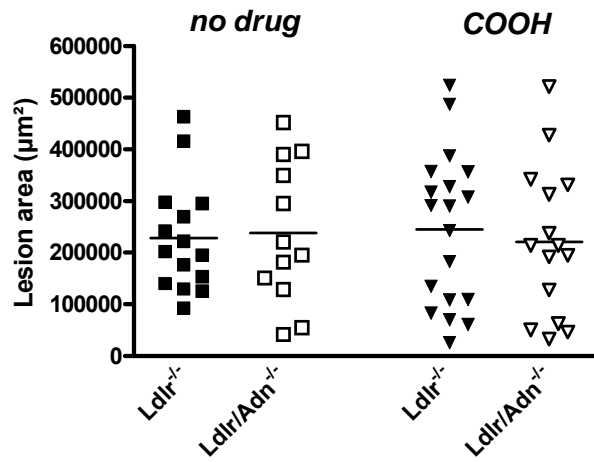 no drug COOH
600000
500000
400000
300000
200000
100000
0
Lesion area (µm²)
Ldlr⁻/⁻
Ldlr/Adn⁻/⁻
Ldlr⁻/⁻
Ldlr/Adn⁻/⁻